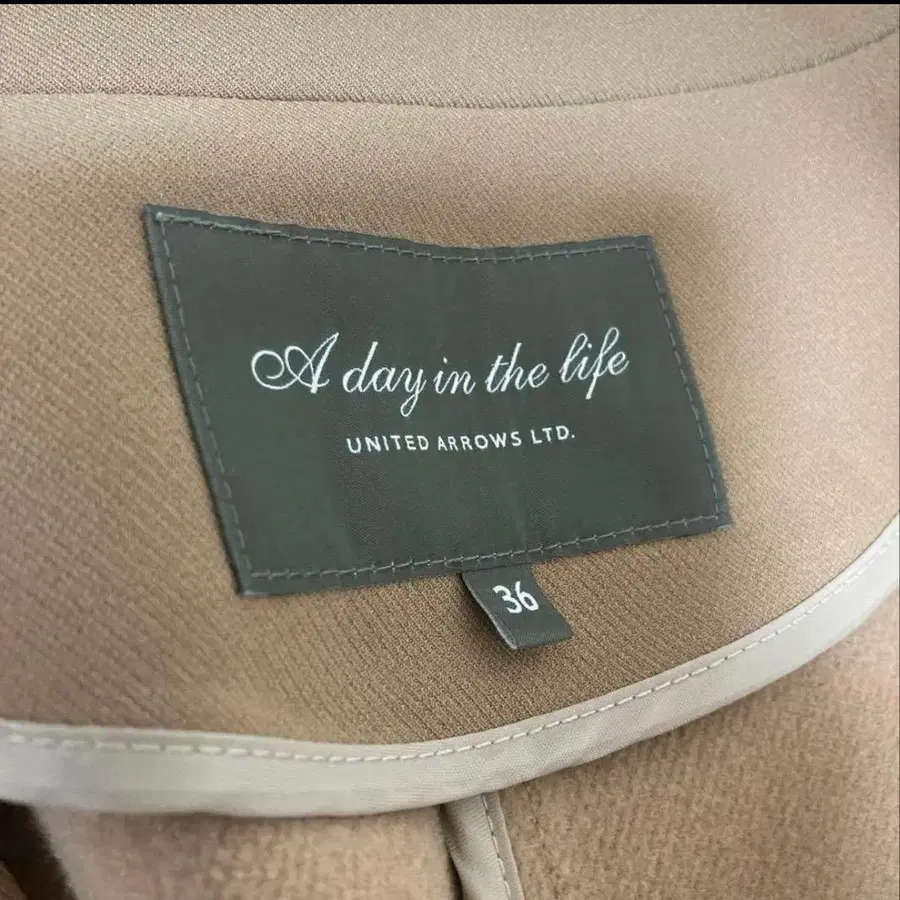 A day in the life
UNITED ARROWS LTD.
36